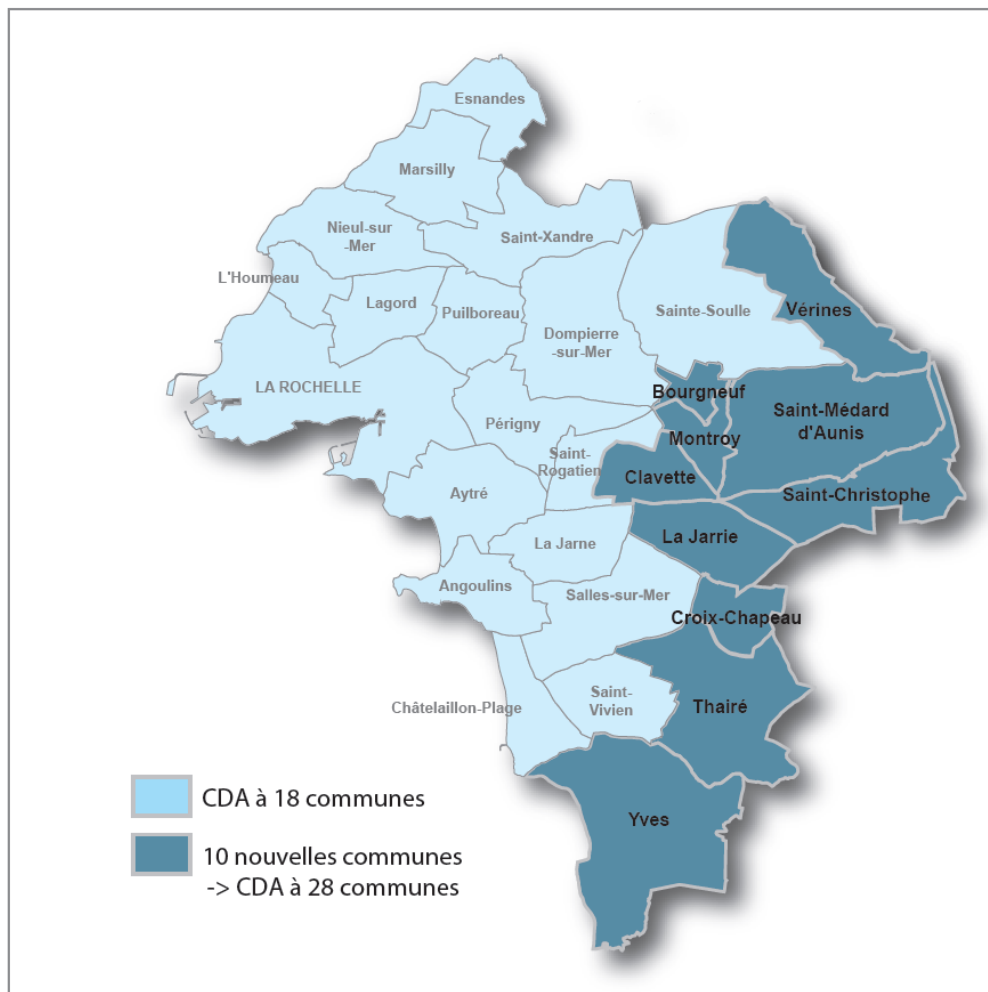 Esnandes
Marsilly
Nieul-sur
-Mer
Saint-Xandre
L'Houmeau
Lagord
Puilboreau
Dompierre
-sur-Mer
Sainte-Soulle
Vérines
LA ROCHELLE
Bourgneuf
Saint-Médard
d'Aunis
Périgny
Montroy
Saint-
Rogatien
Clavette
Aytré
Saint-Christophe
La Jarne
La Jarrie
Angoulins
Salles-sur-Mer
Croix-Chapeau
Châtelaillon-Plage
Saint-
Vivien
Thairé
Yves
CDA à 18 communes
10 nouvelles communes
-> CDA à 28 communes